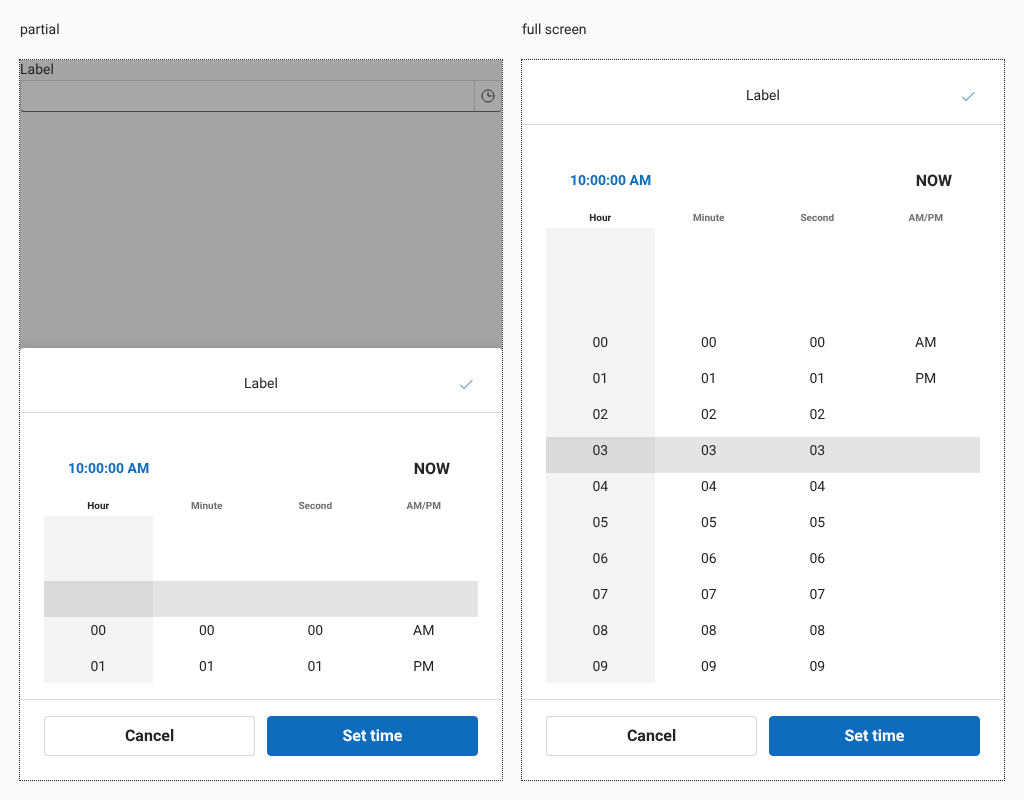 partial
Label
Label
10:00:00 AM NOW
Hour Minute Second AM/PM
00 00 00 AM
01 01 01 PM
Cancel Set time
full screen
Label
10:00:00 AM NOW
Hour Minute Second AM/PM
00 00 00 AM
01 01 01 PM
02 02 02
03 03 03
04 04 04
05 05 05
06 06 06
07 07 07
08 08 08
09 09 09
Cancel Set time